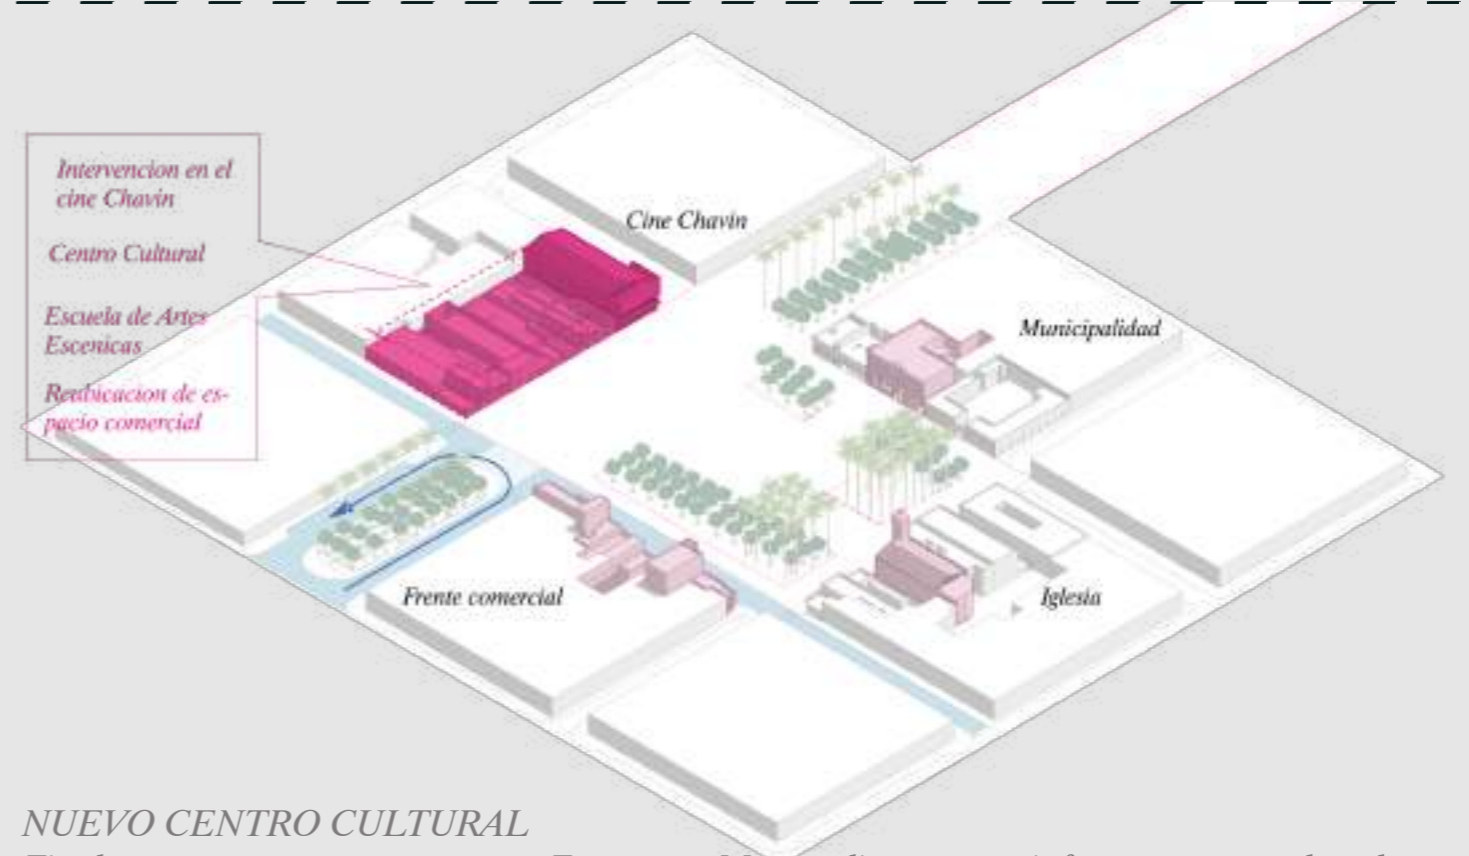 Intervencion en el
cine Chavin
Centro Cultural
Escuela de Artes
Escenicas
Reubicacion de es-
pacio comercial
Cine Chavin
Municipalidad
Frente comercial
Iglesia
NUEVO CENTRO CULTURAL